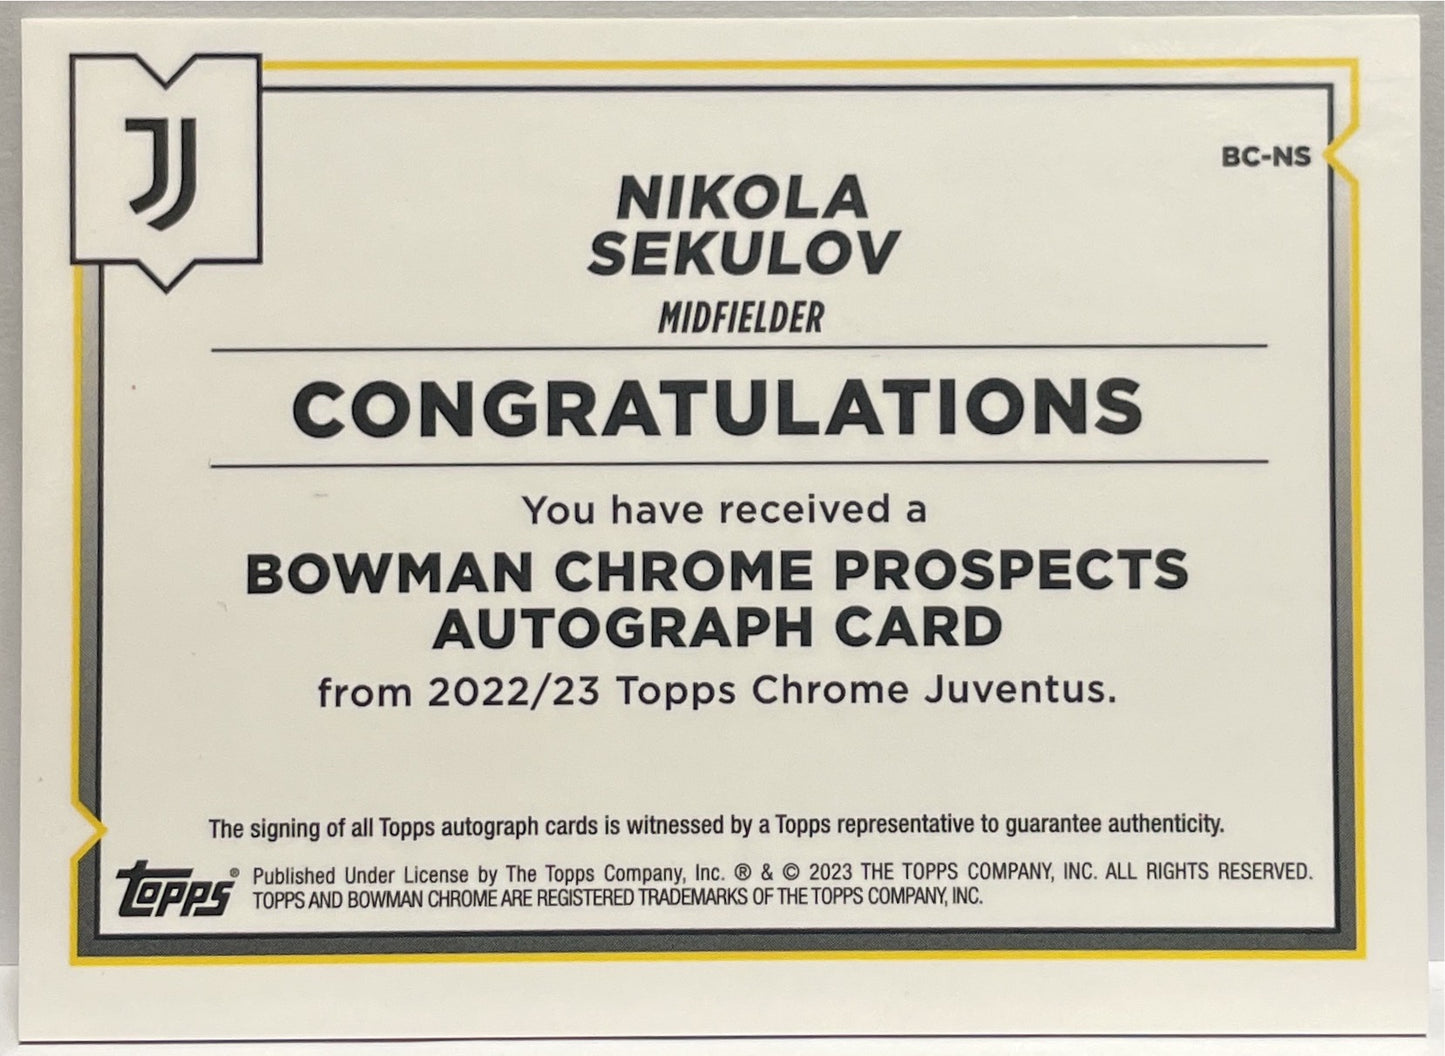 BC-NS
NIKOLA
SEKULOV
MIDFIELDER
CONGRATULATIONS
You have received a
BOWMAN CHROME PROSPECTS
AUTOGRAPH CARD
from 2022/23 Topps Chrome Juventus.
The signing of all Topps autograph cards is witnessed by a Topps representative to guarantee authenticity.
topps® Published Under License by The Topps Company, Inc. ® & © 2023 THE TOPPS COMPANY, INC. ALL RIGHTS RESERVED.
TOPPS AND BOWMAN CHROME ARE REGISTERED TRADEMARKS OF THE TOPPS COMPANY, INC.